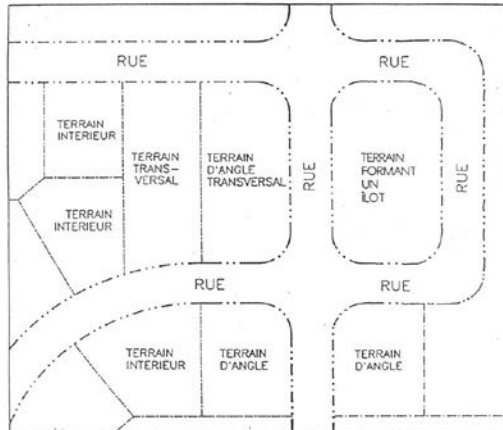 RUE
RUE
TERRAIN
INTERIEUR
TERRAIN
TRANS-
VERSAL
TERRAIN
D'ANGLE
TRANSVERSAL
RUE
TERRAIN
FORMANT
UN
ÎLOT
RUE
TERRAIN
INTERIEUR
RUE
RUE
TERRAIN
INTERIEUR
TERRAIN
D'ANGLE
TERRAIN
D'ANGLE